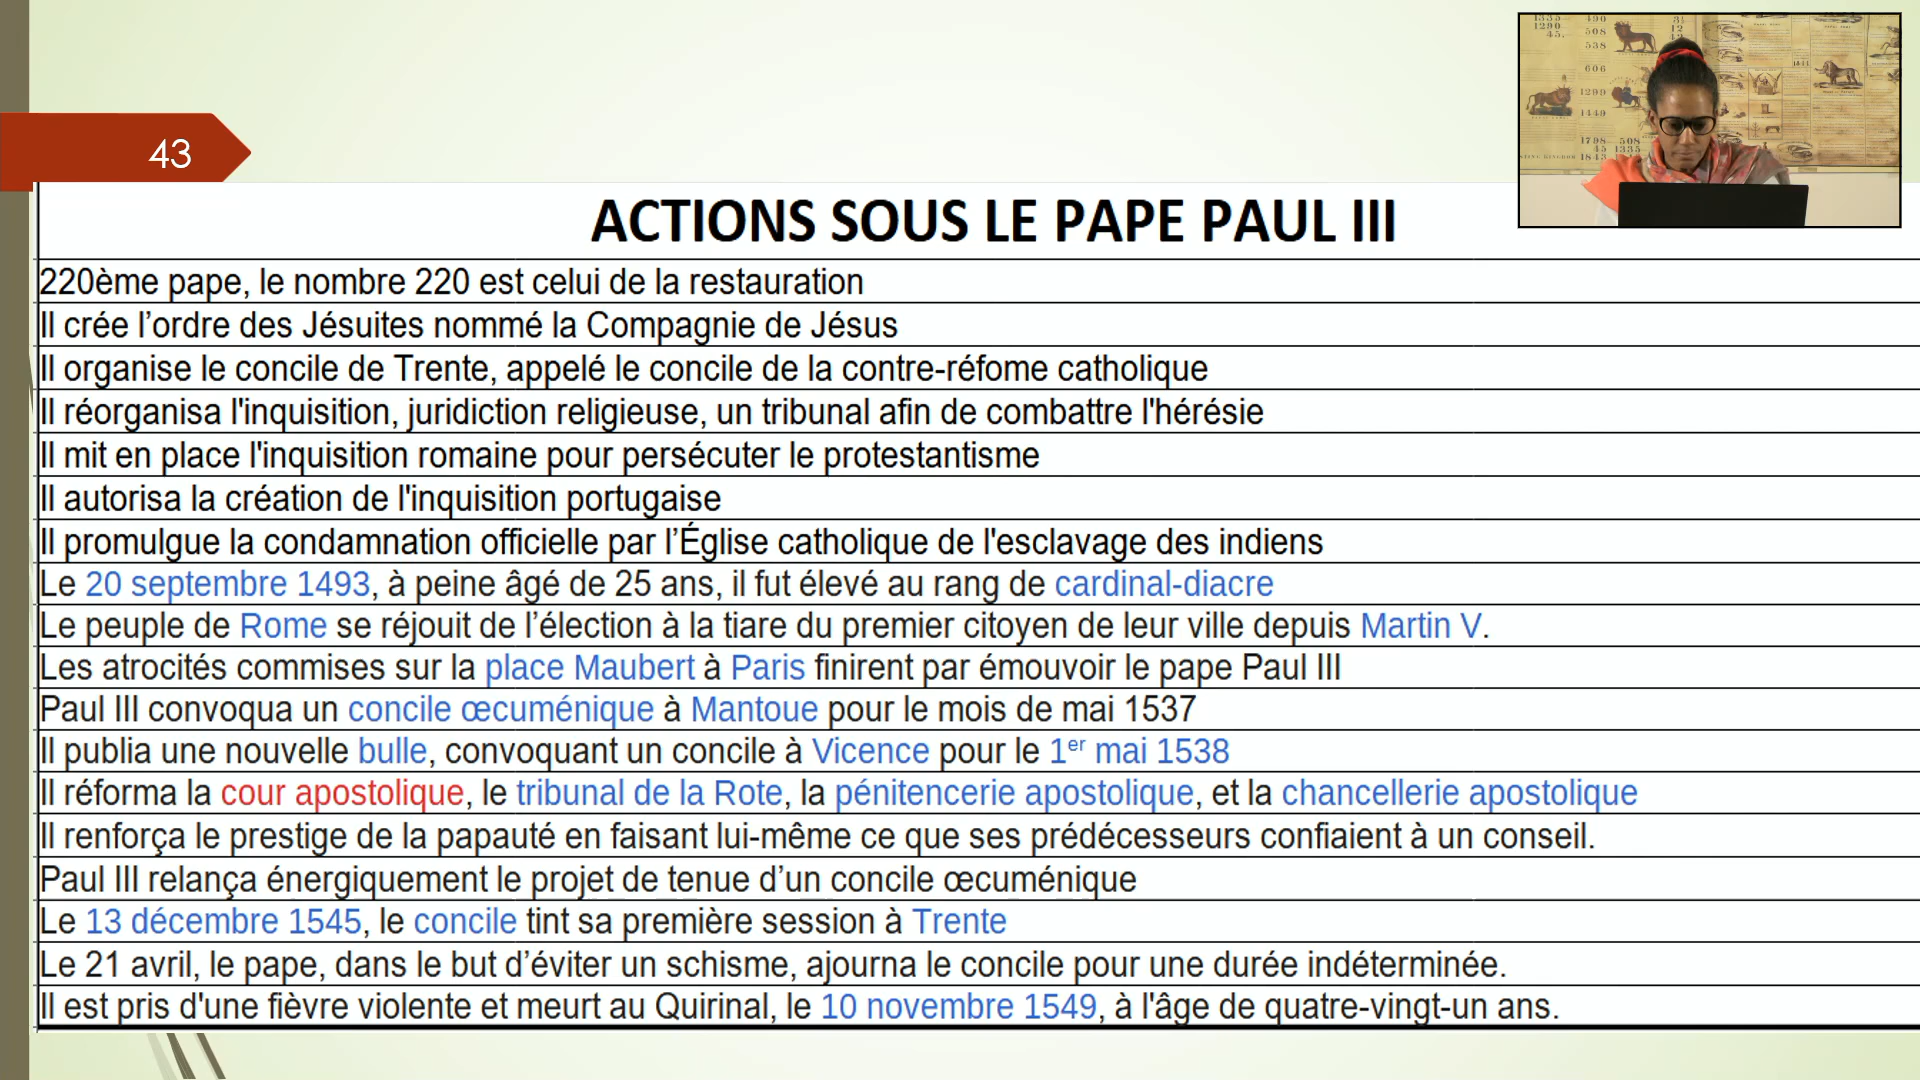 43
ACTIONS SOUS LE PAPE PAUL III
220ème pape, le nombre 220 est celui de la restauration
Il crée l’ordre des Jésuites nommé la Compagnie de Jésus
Il organise le concile de Trente, appelé le concile de la contre-réfome catholique
Il réorganisa l'inquisition, juridiction religieuse, un tribunal afin de combattre l'hérésie
Il mit en place l'inquisition romaine pour persécuter le protestantisme
Il autorisa la création de l'inquisition portugaise
Il promulgue la condamnation officielle par l’Église catholique de l'esclavage des indiens
Le 20 septembre 1493, à peine âgé de 25 ans, il fut élevé au rang de cardinal-diacre
Le peuple de Rome se réjouit de l’élection à la tiare du premier citoyen de leur ville depuis Martin V.
Les atrocités commises sur la place Maubert à Paris finirent par émouvoir le pape Paul III
Paul III convoqua un concile œcuménique à Mantoue pour le mois de mai 1537
Il publia une nouvelle bulle, convoquant un concile à Vicence pour le 1er mai 1538
Il réforma la cour apostolique, le tribunal de la Rote, la pénitencerie apostolique, et la chancellerie apostolique
Il renforça le prestige de la papauté en faisant lui-même ce que ses prédécesseurs confiaient à un conseil.
Paul III relança énergiquement le projet de tenue d’un concile œcuménique
Le 13 décembre 1545, le concile tint sa première session à Trente
Le 21 avril, le pape, dans le but d’éviter un schisme, ajourna le concile pour une durée indéterminée.
Il est pris d'une fièvre violente et meurt au Quirinal, le 10 novembre 1549, à l'âge de quatre-vingt-un ans.
1290
45.
490
508
538
606
1299
1449
1798 508
45 1335
1843